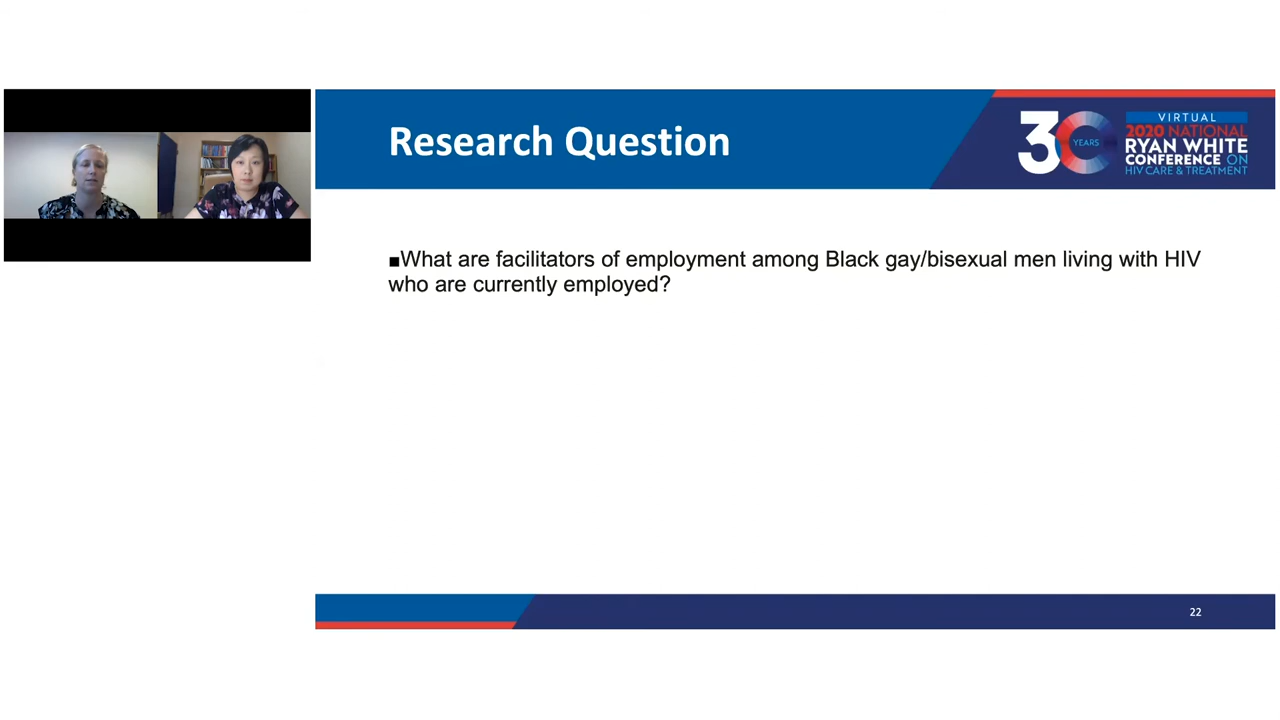 Research Question
30 YEARS
VIRTUAL
2020 NATIONAL
RYAN WHITE
CONFERENCE ON
HIV CARE & TREATMENT
■What are facilitators of employment among Black gay/bisexual men living with HIV
who are currently employed?
22